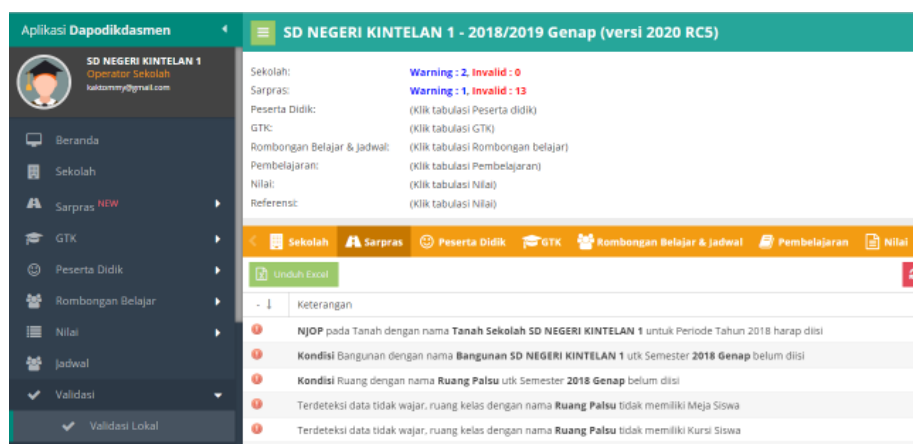 Aplikasi Dapodikdasmen
SD NEGERI KINTELAN 1 - 2018/2019 Genap (versi 2020 RC5)
SD NEGERI KINTELAN 1
Operator Sekolah
kaktommy@gmail.com
Beranda
Sekolah
Sarpras NEW
GTK
Peserta Didik
Rombongan Belajar
Nilai
Jadwal
Validasi
Validasi Lokal
Sekolah: Warning : 2, Invalid : 0
Sarpras: Warning : 1, Invalid : 13
Peserta Didik: (Klik tabulasi Peserta didik)
GTK: (Klik tabulasi GTK)
Rombongan Belajar & Jadwal: (Klik tabulasi Rombongan belajar)
Pembelajaran: (Klik tabulasi Pembelajaran)
Nilai: (Klik tabulasi Nilai)
Referensi: (Klik tabulasi Nilai)
Sekolah Sarpras Peserta Didik GTK Rombongan Belajar & Jadwal Pembelajaran Nilai
Unduh Excel
- ↓ Keterangan
NJOP pada Tanah dengan nama Tanah Sekolah SD NEGERI KINTELAN 1 untuk Periode Tahun 2018 harap diisi
Kondisi Bangunan dengan nama Bangunan SD NEGERI KINTELAN 1 utk Semester 2018 Genap belum diisi
Kondisi Ruang dengan nama Ruang Palsu utk Semester 2018 Genap belum diisi
Terdeteksi data tidak wajar, ruang kelas dengan nama Ruang Palsu tidak memiliki Meja Siswa
Terdeteksi data tidak wajar, ruang kelas dengan nama Ruang Palsu tidak memiliki Kursi Siswa